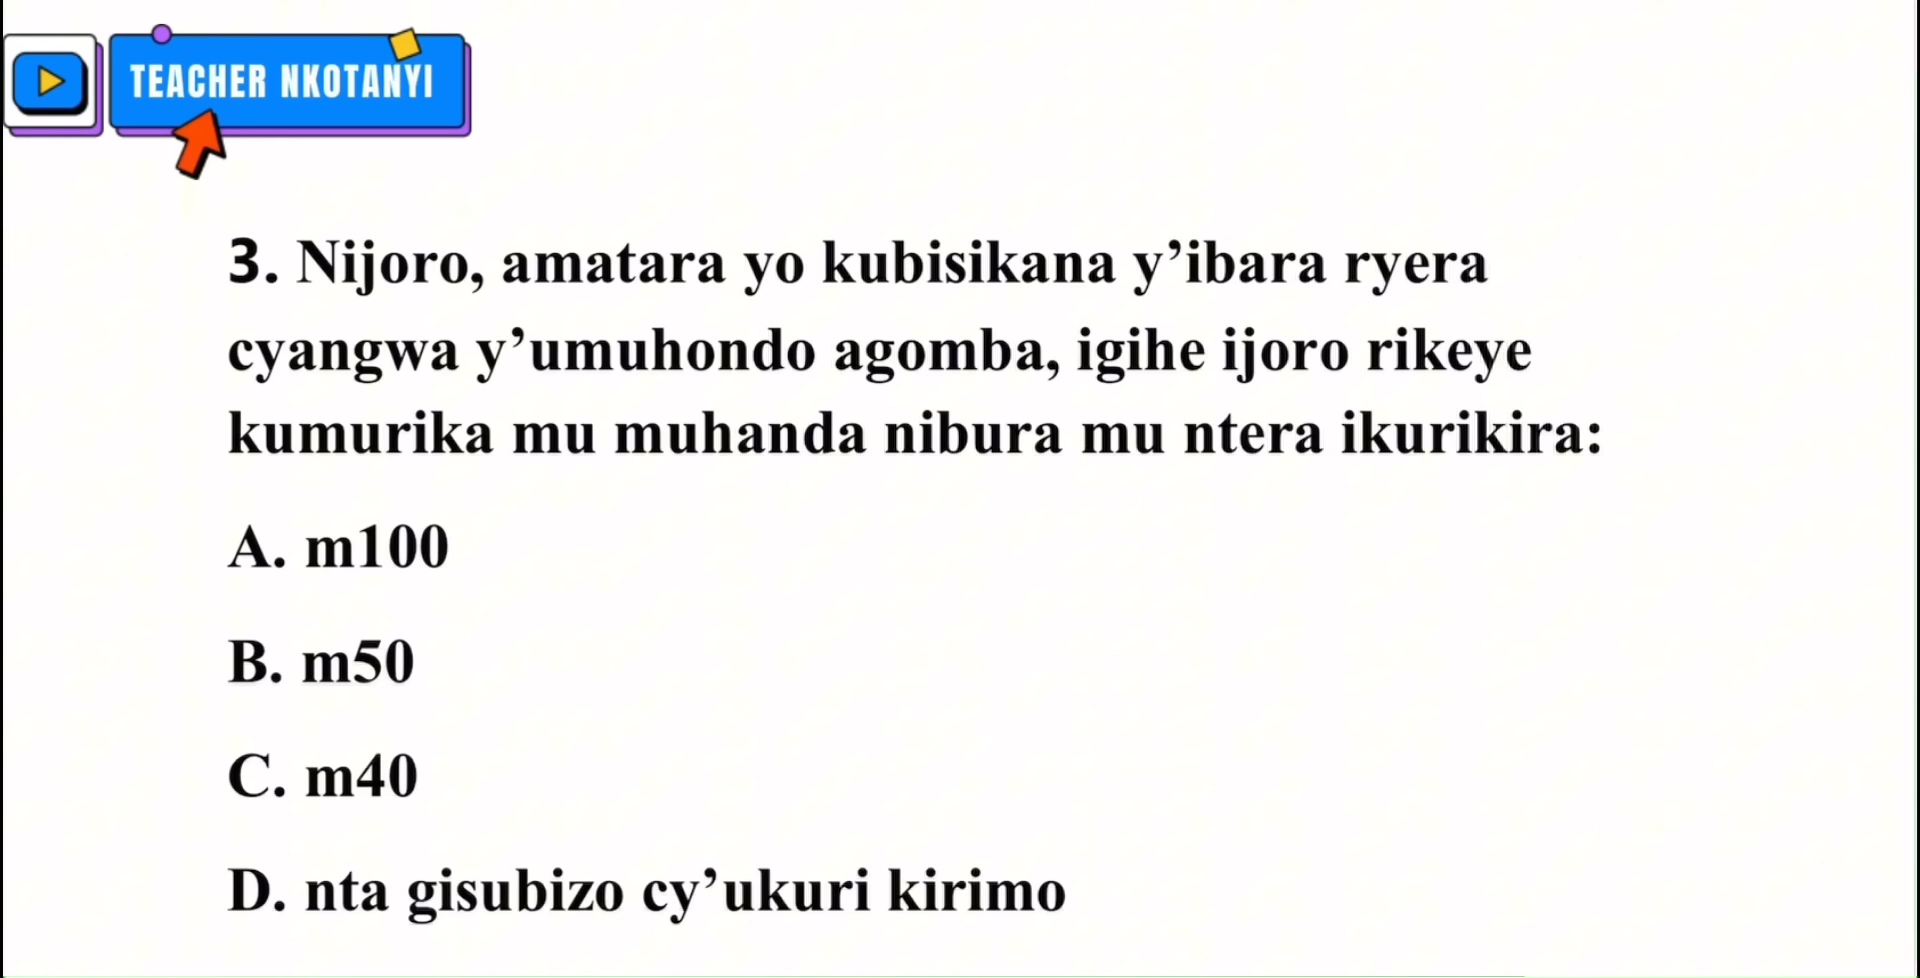 TEACHER NKOTANYI
3. Nijoro, amatara yo kubisikana y’ibara ryera
cyangwa y’umuhondo agomba, igihe ijoro rikeye
kumurika mu muhanda nibura mu ntera ikurikira:
A. m100
B. m50
C. m40
D. nta gisubizo cy’ukuri kirimo